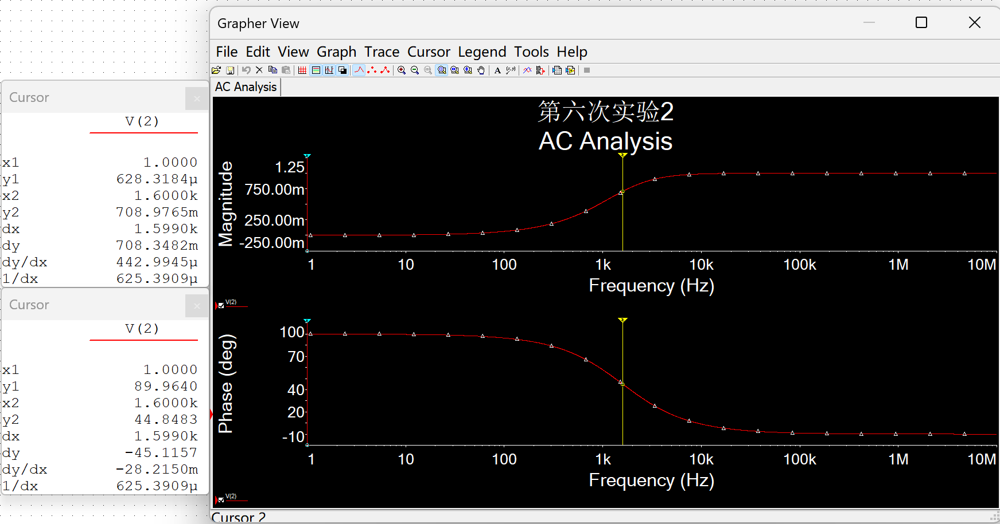 Grapher View
File Edit View Graph Trace Cursor Legend Tools Help
AC Analysis
Cursor
V(2)
x1 1.0000
y1 628.3184µ
x2 1.6000k
y2 708.9765m
dx 1.5990k
dy 708.3482m
dy/dx 442.9945µ
1/dx 625.3909µ
Cursor
V(2)
x1 1.0000
y1 89.9640
x2 1.6000k
y2 44.8483
dx 1.5990k
dy -45.1157
dy/dx -28.2150m
1/dx 625.3909µ
第六次实验2
AC Analysis
Magnitude
1.25
750.00m
250.00m
-250.00m
1 10 100 1k 10k 100k 1M 10M
Frequency (Hz)
V(2)
Phase (deg)
100
70
40
20
-10
1 10 100 1k 10k 100k 1M 10M
Frequency (Hz)
V(2)
Cursor 2